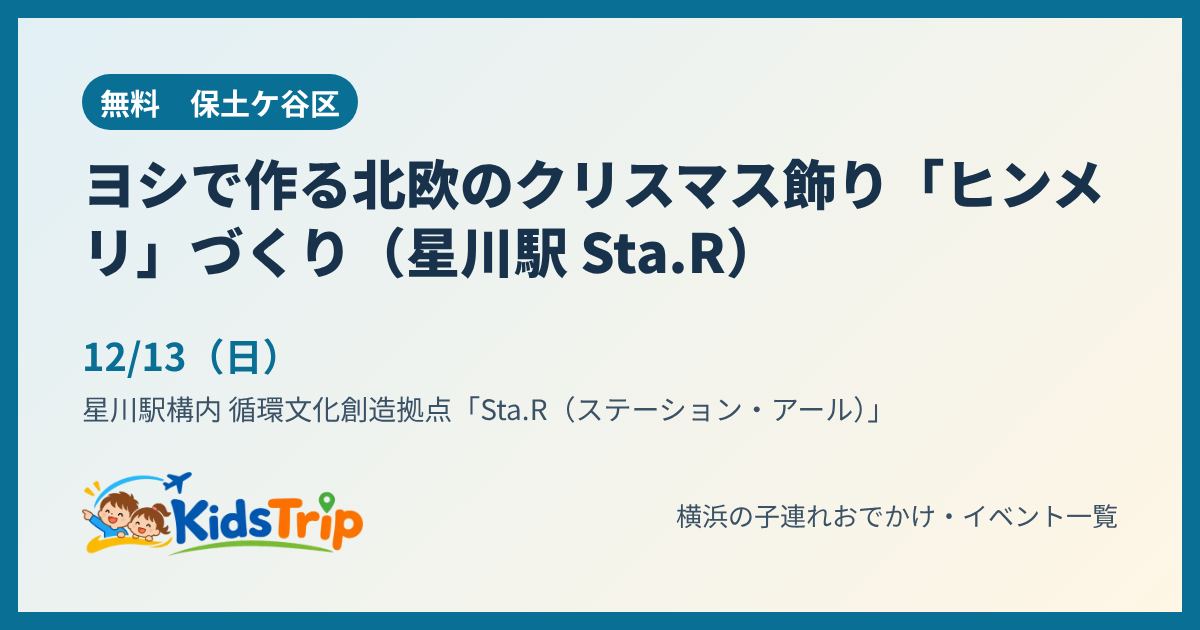 無料　保土ケ谷区
ヨシで作る北欧のクリスマス飾り「ヒンメ
リ」づくり（星川駅 Sta.R）
12/13（日）
星川駅構内 循環文化創造拠点「Sta.R（ステーション・アール）」
KidsTrip
横浜の子連れおでかけ・イベント一覧